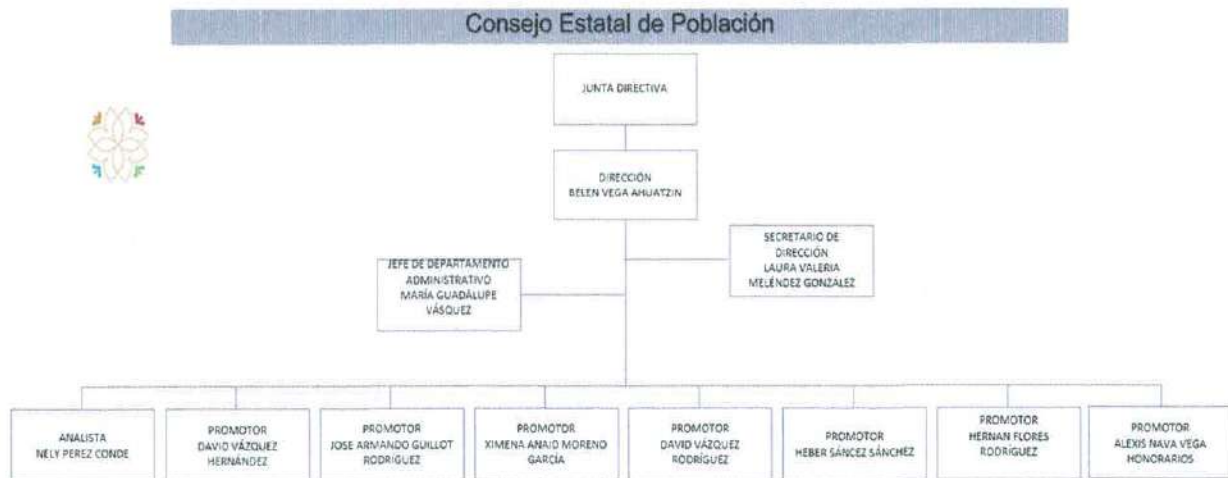 Consejo Estatal de Población
JUNTA DIRECTIVA
DIRECCIÓN
BELEN VEGA AHUATZIN
SECRETARIO DE
DIRECCIÓN
LAURA VALERIA
MELÉNDEZ GONZALEZ
JEFE DE DEPARTAMENTO
ADMINISTRATIVO
MARÍA GUADALUPE
VÁSQUEZ
ANALISTA
NELY PEREZ CONDE
PROMOTOR
DAVID VÁZQUEZ
HERNÁNDEZ
PROMOTOR
JOSE ARMANDO GUILLOT
RODRÍGUEZ
PROMOTOR
XIMENA ANAID MORENO
GARCÍA
PROMOTOR
DAVID VÁZQUEZ
RODRÍGUEZ
PROMOTOR
HEBER SÁNCEZ SÁNCHEZ
PROMOTOR
HERNAN FLORES
RODRÍGUEZ
PROMOTOR
ALEXIS NAVA VEGA
HONORARIOS